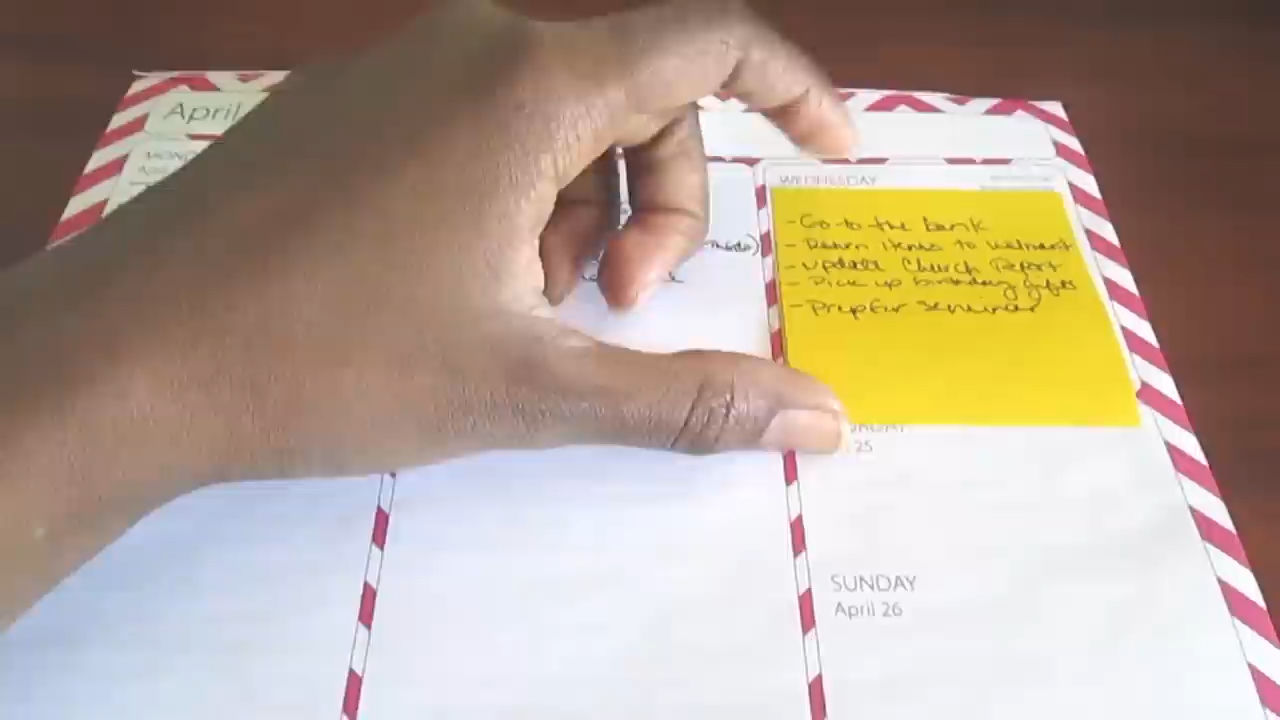 April
MOND
WEDNESDAY
- Go to the bank
- Return items to walmart
- update Church Report
- Pick up birthday gifts
- Prep for seminar
25
SUNDAY
April 26